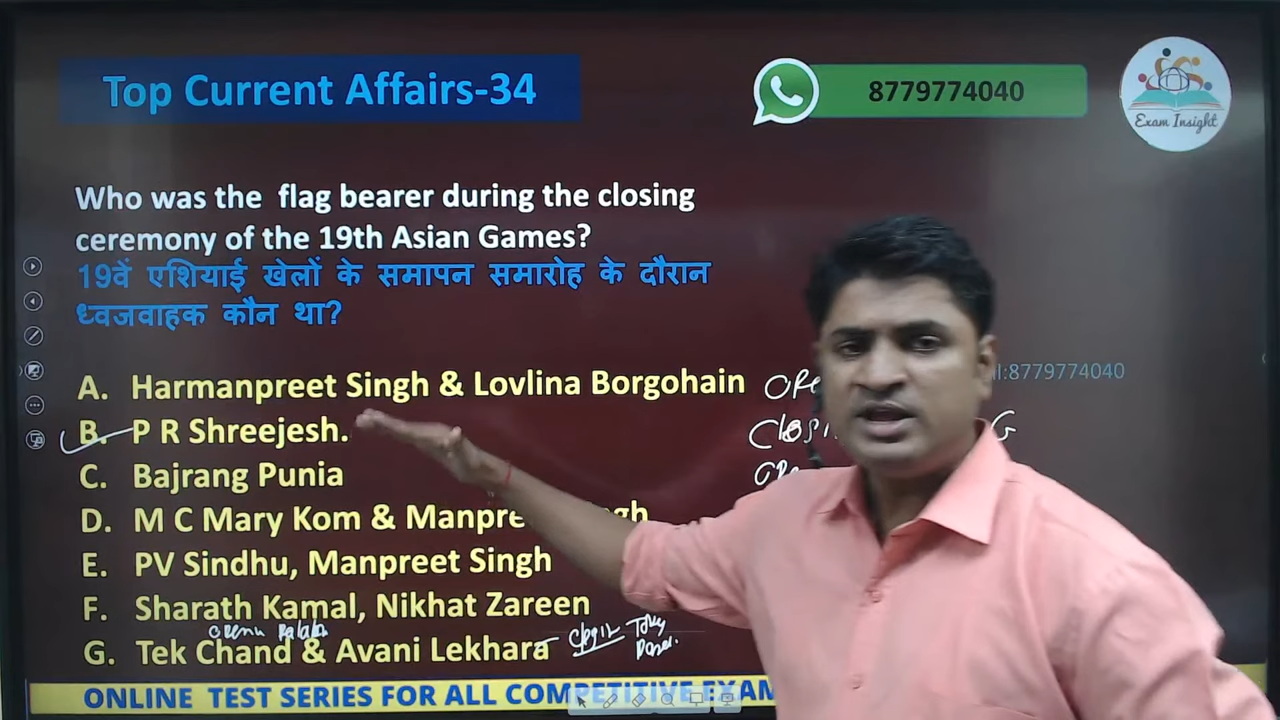 Top Current Affairs-34
8779774040
Exam Insight
Who was the flag bearer during the closing
ceremony of the 19th Asian Games?
19वें एशियाई खेलों के समापन समारोह के दौरान
ध्वजवाहक कौन था?
A. Harmanpreet Singh & Lovlina Borgohain
:8779774040
B. P R Shreejesh.
C. Bajrang Punia
D. M C Mary Kom &
E. PV Sindhu, Manpreet Singh
F. Sharath Kamal, Nikhat Zareen
G. Tek Chand & Avani Lekhara
ONLINE TEST SERIES FOR ALL COMPETITIVE EXAM